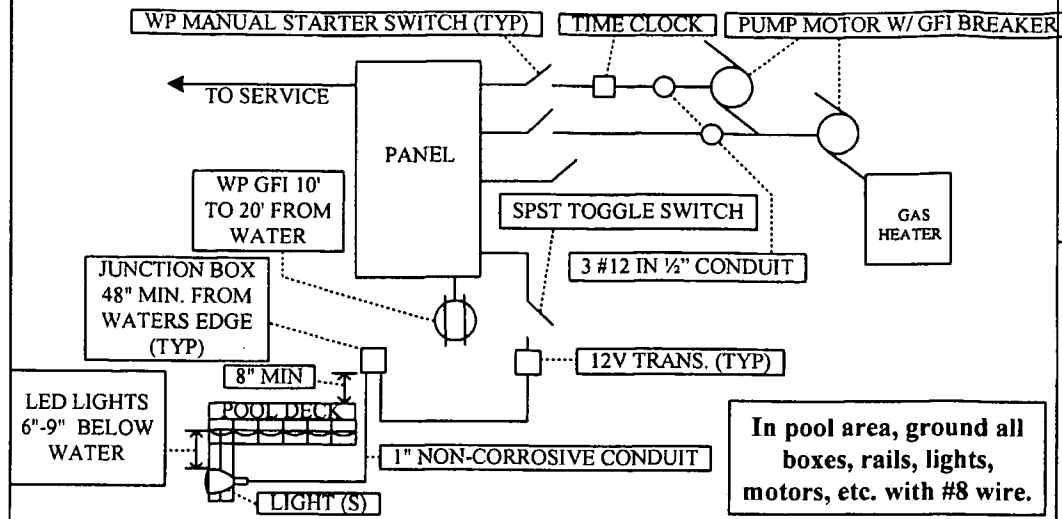 WP MANUAL STARTER SWITCH (TYP)
TIME CLOCK
PUMP MOTOR W/ GFI BREAKER
TO SERVICE
PANEL
WP GFI 10'
TO 20' FROM
WATER
SPST TOGGLE SWITCH
GAS
HEATER
3 #12 IN ½" CONDUIT
JUNCTION BOX
48" MIN. FROM
WATERS EDGE
(TYP)
12V TRANS. (TYP)
8" MIN
POOL DECK
LED LIGHTS
6"-9" BELOW
WATER
1" NON-CORROSIVE CONDUIT
LIGHT (S)
In pool area, ground all
boxes, rails, lights,
motors, etc. with #8 wire.